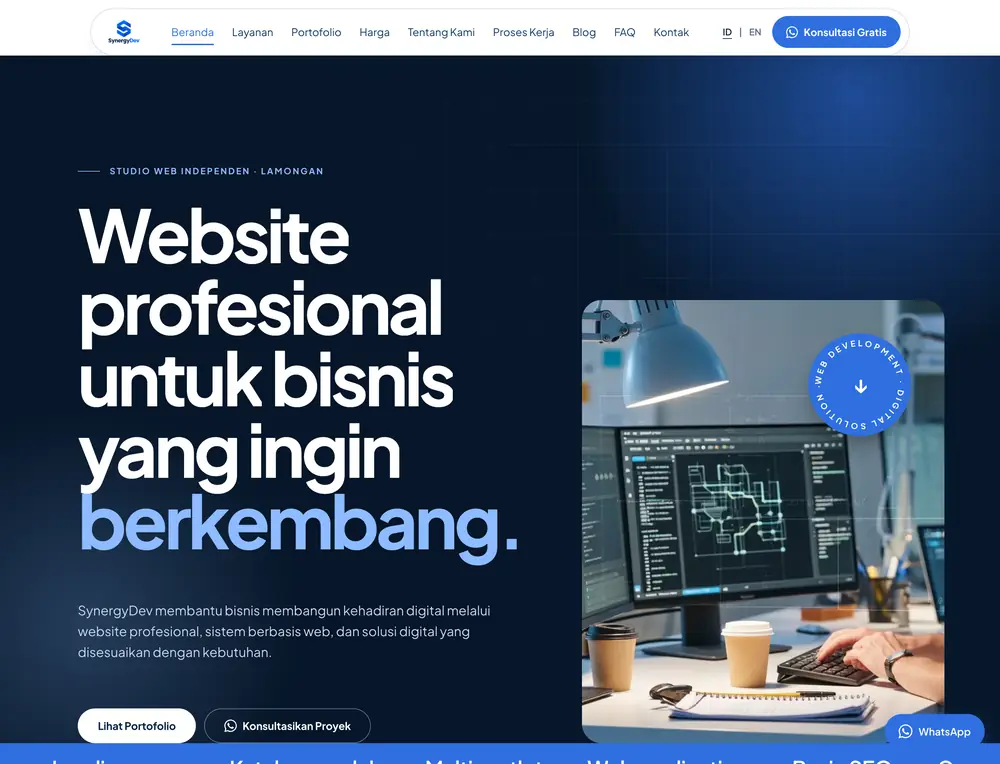 SynergyDev
Beranda
Layanan
Portofolio
Harga
Tentang Kami
Proses Kerja
Blog
FAQ
Kontak
ID | EN
Konsultasi Gratis
STUDIO WEB INDEPENDEN · LAMONGAN
Website
profesional
untuk bisnis
yang ingin
berkembang.
WEB DEVELOPMENT · DIGITAL SOLUTION ·
SynergyDev membantu bisnis membangun kehadiran digital melalui
website profesional, sistem berbasis web, dan solusi digital yang
disesuaikan dengan kebutuhan.
Lihat Portofolio
Konsultasikan Proyek
WhatsApp